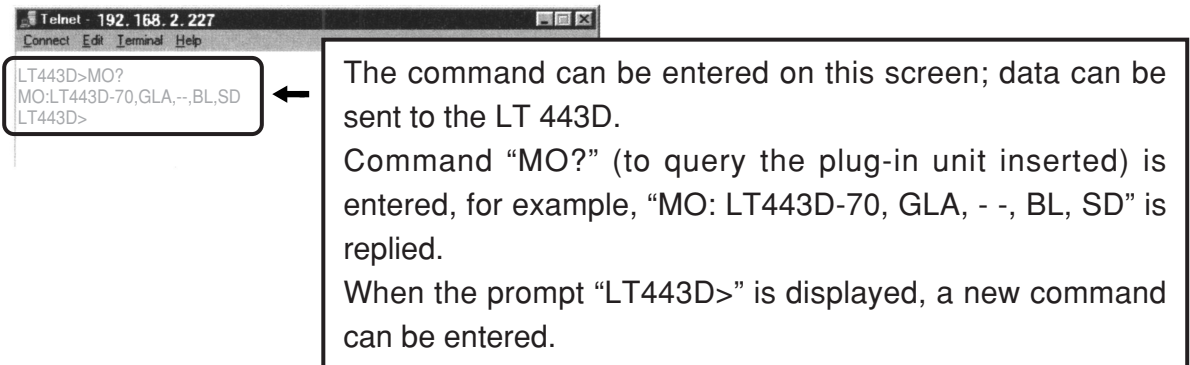 Telnet - 192. 168. 2. 227
Connect Edit Terminal Help
LT443D>MO?
MO:LT443D-70,GLA,--,BL,SD
LT443D>
The command can be entered on this screen; data can be
sent to the LT 443D.
Command “MO?” (to query the plug-in unit inserted) is
entered, for example, “MO: LT443D-70, GLA, - -, BL, SD” is
replied.
When the prompt “LT443D>” is displayed, a new command
can be entered.